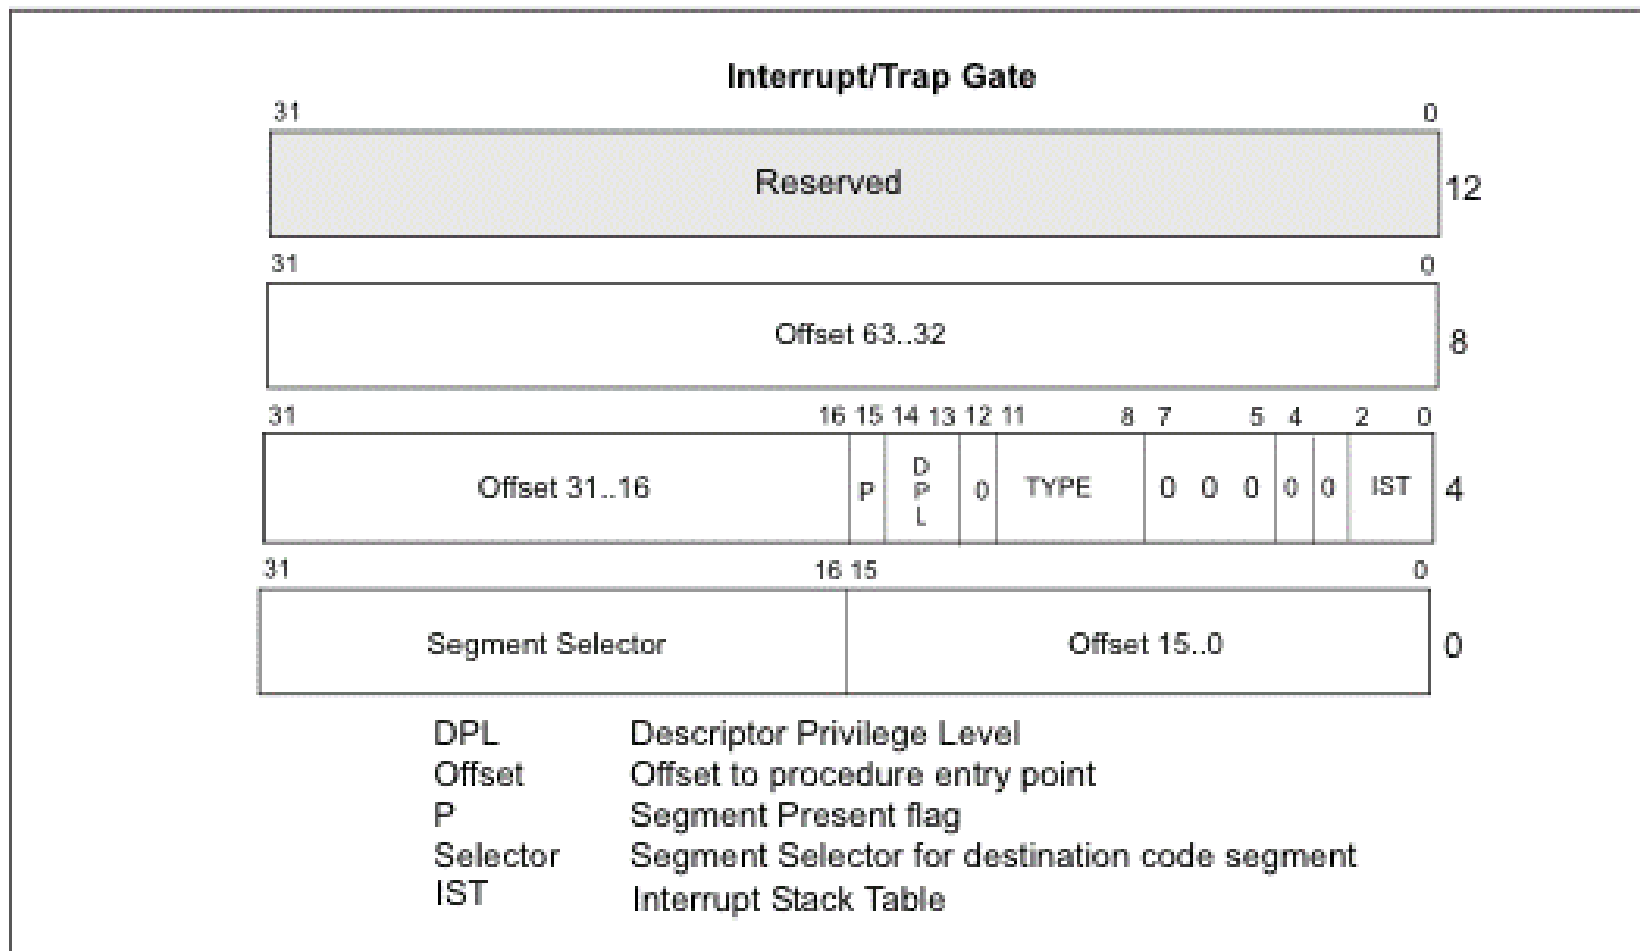 Interrupt/Trap Gate
31 0
Reserved 12
31 0
Offset 63..32 8
31 16 15 14 13 12 11 8 7 5 4 2 0
Offset 31..16 P DPL 0 TYPE 0 0 0 0 0 IST 4
31 16 15 0
Segment Selector Offset 15..0 0
DPL Descriptor Privilege Level
Offset Offset to procedure entry point
P Segment Present flag
Selector Segment Selector for destination code segment
IST Interrupt Stack Table